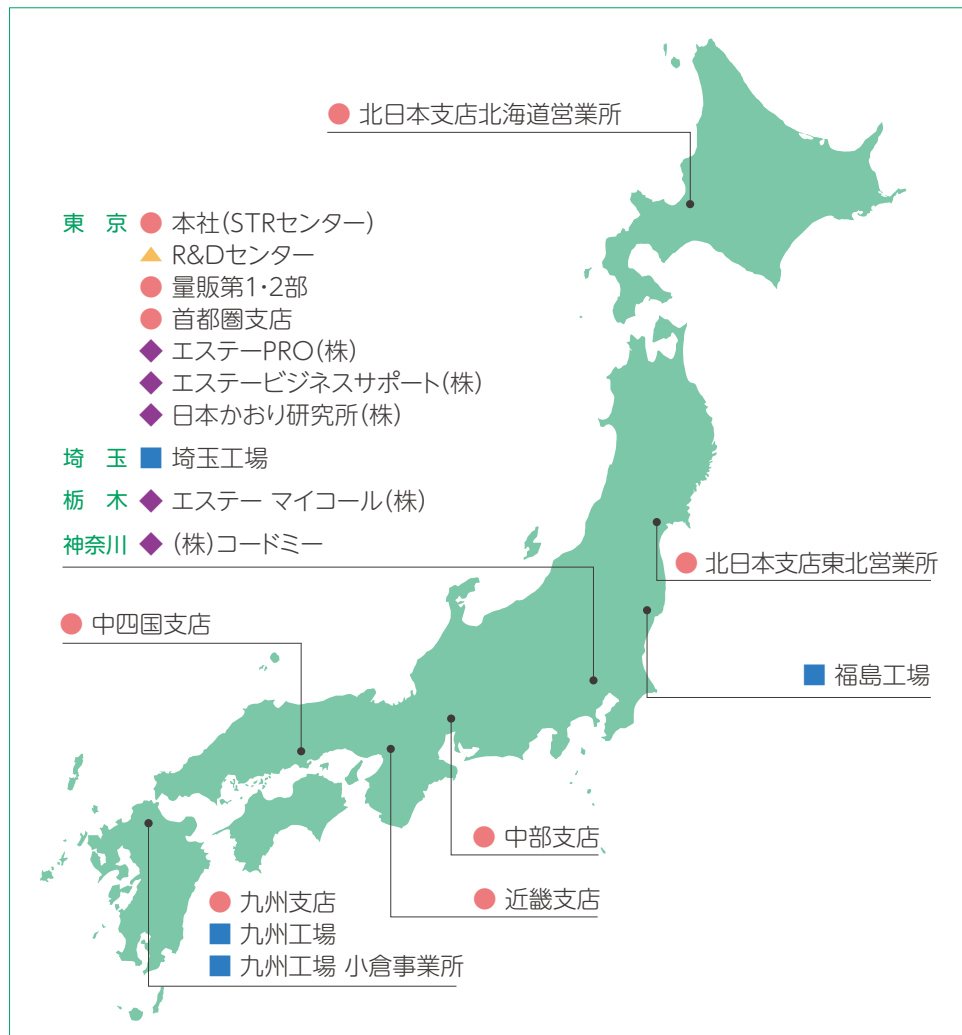 北日本支店北海道営業所
東　京 本社(STRセンター)
R&Dセンター
量販第1・2部
首都圏支店
エステーPRO(株)
エステービジネスサポート(株)
日本かおり研究所(株)
埼　玉 埼玉工場
栃　木 エステー マイコール(株)
神奈川 (株)コードミー
北日本支店東北営業所
中四国支店
福島工場
中部支店
近畿支店
九州支店
九州工場
九州工場 小倉事業所